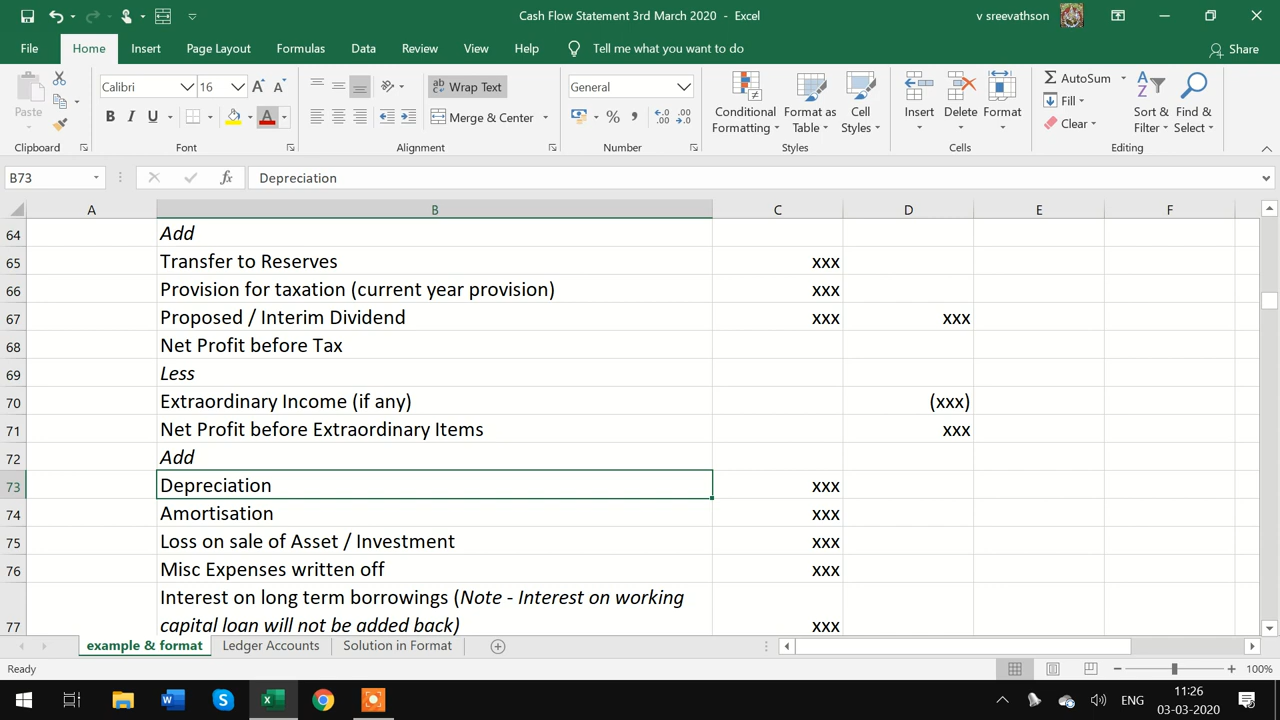 Cash Flow Statement 3rd March 2020 - Excel
v sreevathson
File Home Insert Page Layout Formulas Data Review View Help Tell me what you want to do Share
Calibri 16 Wrap Text General AutoSum
Paste B I U Merge & Center % , Conditional Formatting Format as Table Cell Styles Insert Delete Format Fill Clear Sort & Filter Find & Select
Clipboard Font Alignment Number Styles Cells Editing
B73 fx Depreciation
A B C D E F
64 Add
65 Transfer to Reserves xxx
66 Provision for taxation (current year provision) xxx
67 Proposed / Interim Dividend xxx xxx
68 Net Profit before Tax
69 Less
70 Extraordinary Income (if any) (xxx)
71 Net Profit before Extraordinary Items xxx
72 Add
73 Depreciation xxx
74 Amortisation xxx
75 Loss on sale of Asset / Investment xxx
76 Misc Expenses written off xxx
Interest on long term borrowings (Note - Interest on working
77 capital loan will not be added back) xxx
example & format Ledger Accounts Solution in Format
Ready 100%
ENG 11:26
03-03-2020